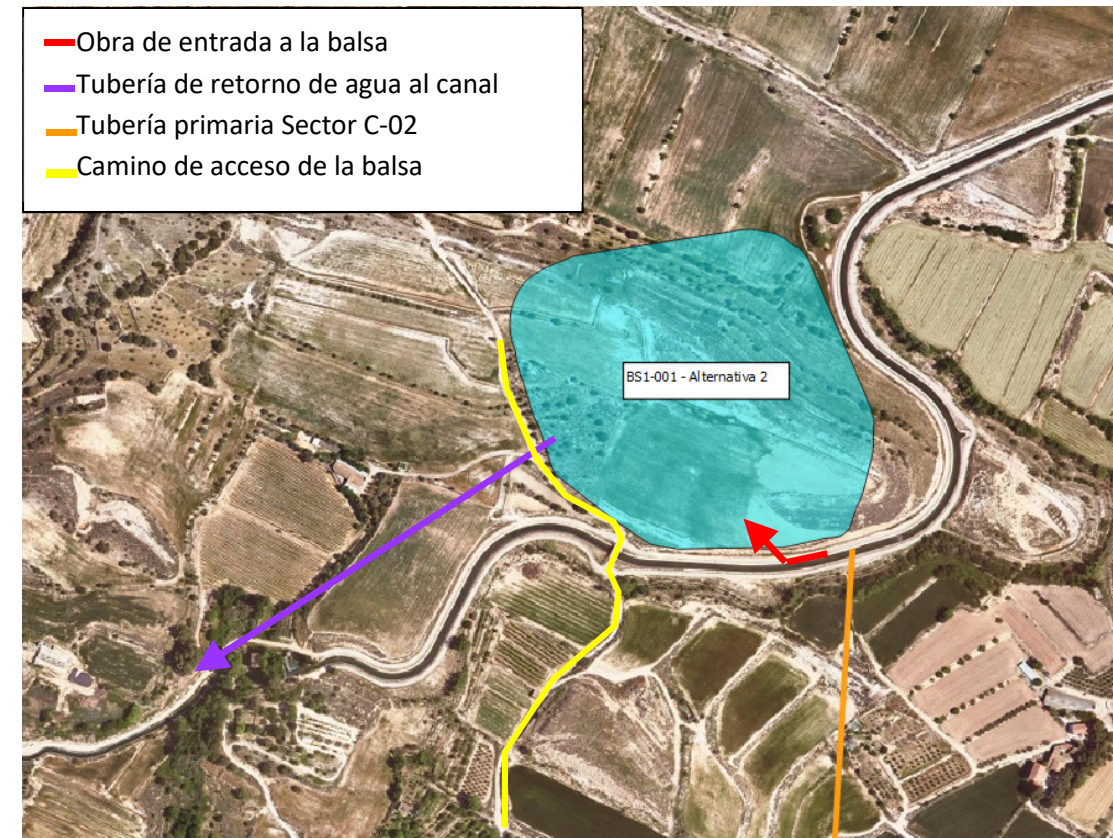 Obra de entrada a la balsa
Tubería de retorno de agua al canal
Tubería primaria Sector C-02
Camino de acceso de la balsa
BS1-001 - Alternativa 2